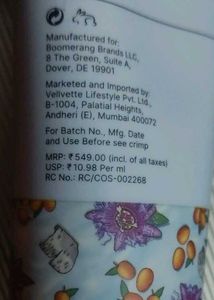 Manufactured for:
Boomerang Brands LLC,
8 The Green, Suite A,
Dover, DE 19901
Marketed and Imported by:
Vellvette Lifestyle Pvt. Ltd.,
B-1004, Palatial Heights,
Andheri (E), Mumbai 400072
For Batch No., Mfg. Date
and Use Before see crimp
MRP: ₹ 549.00 (incl. of all taxes)
USP: ₹ 10.98 Per ml
RC No.: RC/COS-002268